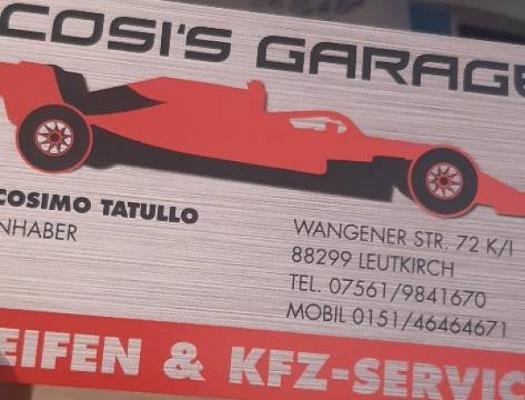 COSI'S GARAGE
COSIMO TATULLO
NHABER
WANGENER STR. 72 K/I
88299 LEUTKIRCH
TEL. 07561/9841670
MOBIL 0151/46464671
EIFEN & KFZ-SERVIC